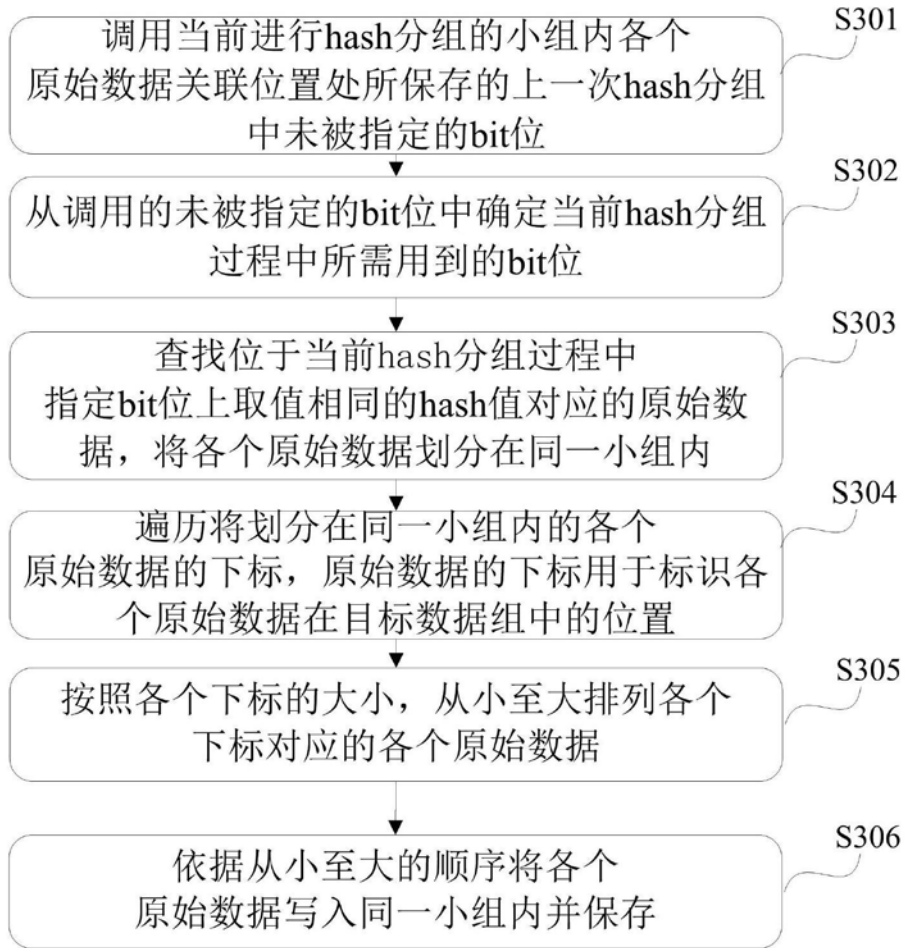 调用当前进行hash分组的小组内各个
原始数据关联位置处所保存的上一次hash分组
中未被指定的bit位
S301
从调用的未被指定的bit位中确定当前hash分组
过程中所需用到的bit位
S302
查找位于当前hash分组过程中
指定bit位上取值相同的hash值对应的原始数
据，将各个原始数据划分在同一小组内
S303
遍历将划分在同一小组内的各个
原始数据的下标，原始数据的下标用于标识各
个原始数据在目标数据组中的位置
S304
按照各个下标的大小，从小至大排列各个
下标对应的各个原始数据
S305
依据从小至大的顺序将各个
原始数据写入同一小组内并保存
S306